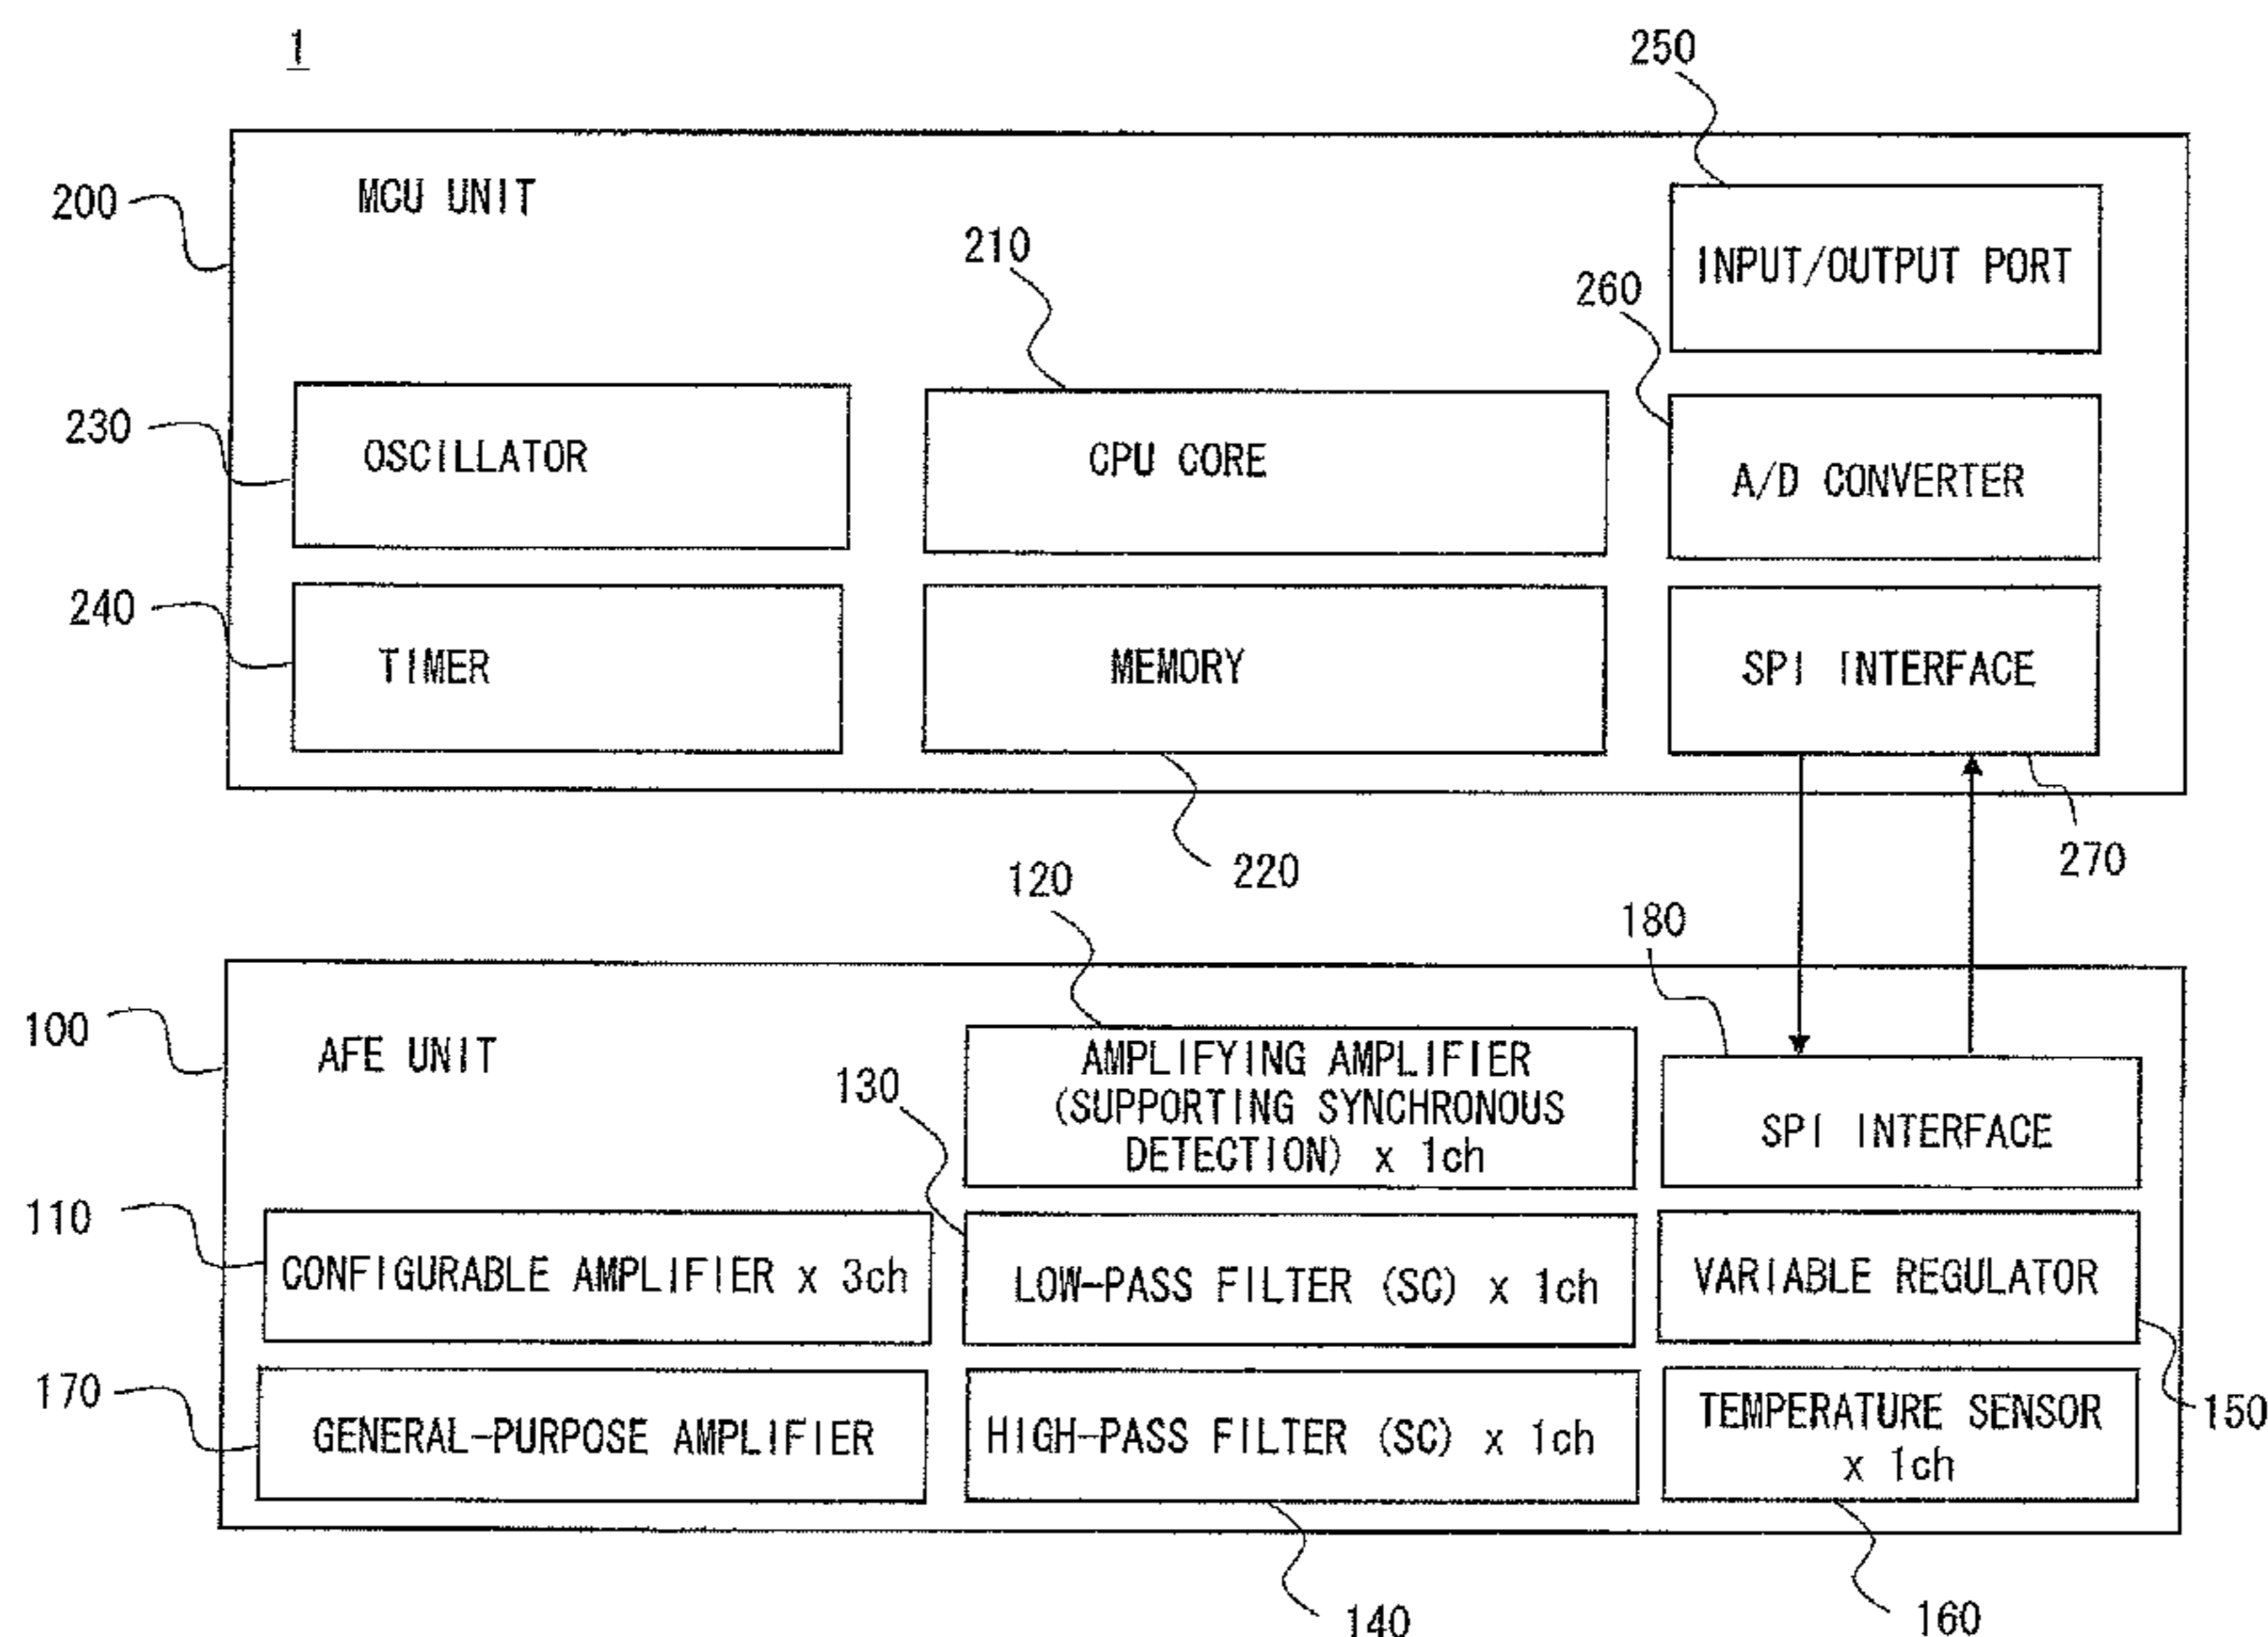 1
250
200
MCU UNIT
210
INPUT/OUTPUT PORT
260
230
OSCILLATOR
CPU CORE
A/D CONVERTER
240
TIMER
MEMORY
SPI INTERFACE
220
270
120
180
100
AFE UNIT
AMPLIFYING AMPLIFIER
(SUPPORTING SYNCHRONOUS
DETECTION) x 1ch
130
SPI INTERFACE
110
CONFIGURABLE AMPLIFIER x 3ch
LOW-PASS FILTER (SC) x 1ch
VARIABLE REGULATOR
170
GENERAL-PURPOSE AMPLIFIER
HIGH-PASS FILTER (SC) x 1ch
TEMPERATURE SENSOR
x 1ch
150
140
160